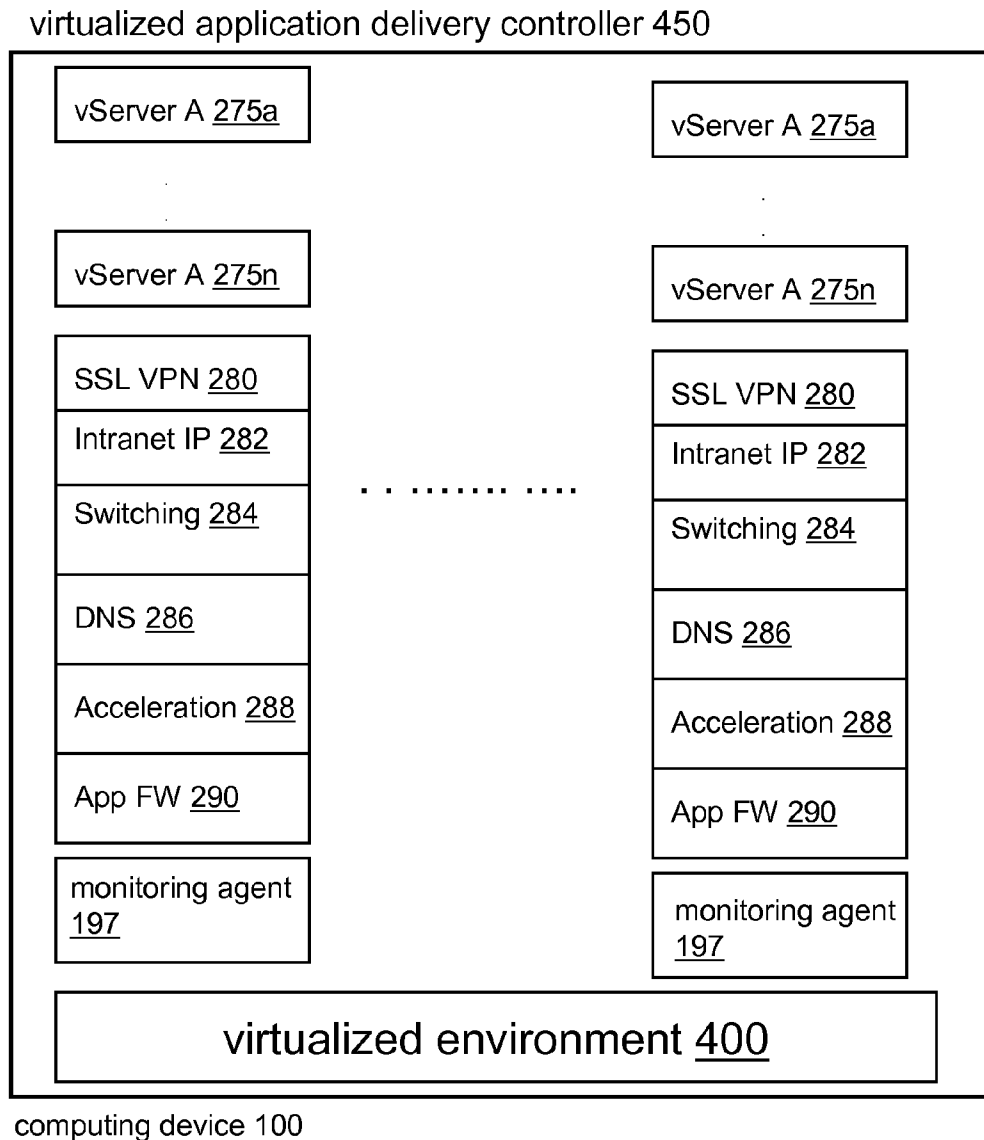 virtualized application delivery controller 450
vServer A 275a
vServer A 275n
SSL VPN 280
Intranet IP 282
Switching 284
DNS 286
Acceleration 288
App FW 290
monitoring agent
197
vServer A 275a
vServer A 275n
SSL VPN 280
Intranet IP 282
Switching 284
DNS 286
Acceleration 288
App FW 290
monitoring agent
197
virtualized environment 400
computing device 100